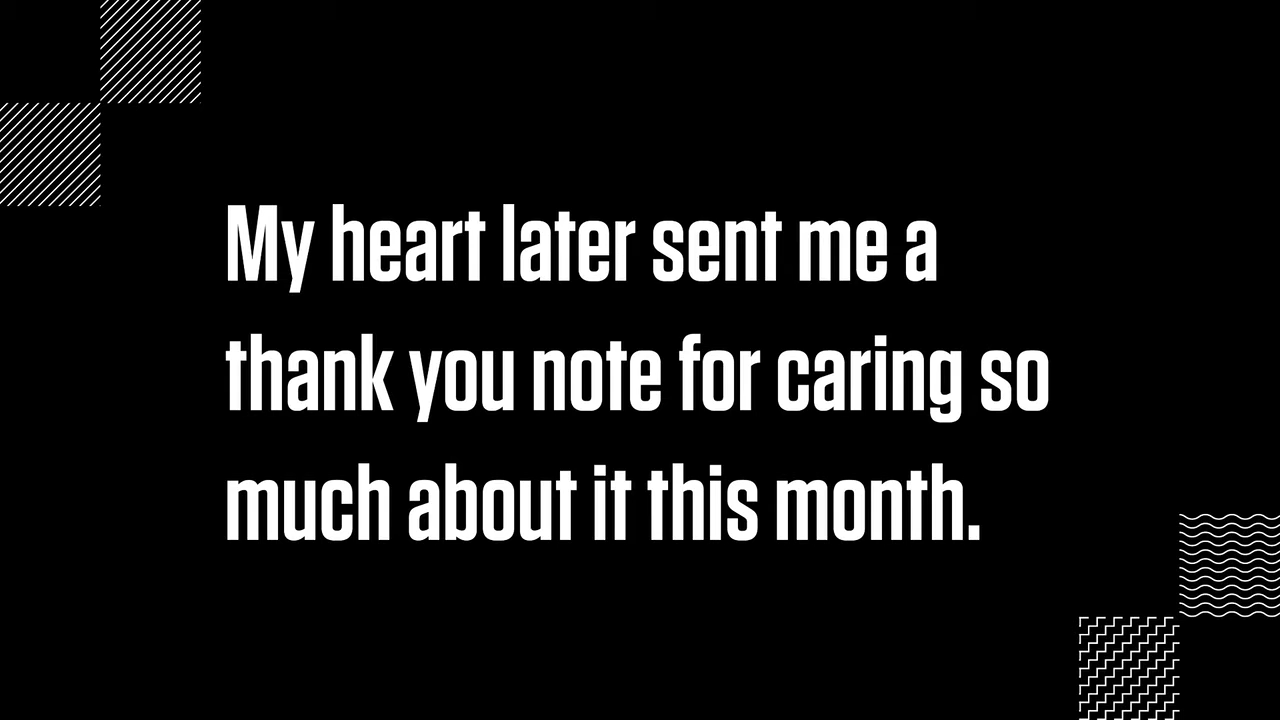 My heart later sent me a
thank you note for caring so
much about it this month.